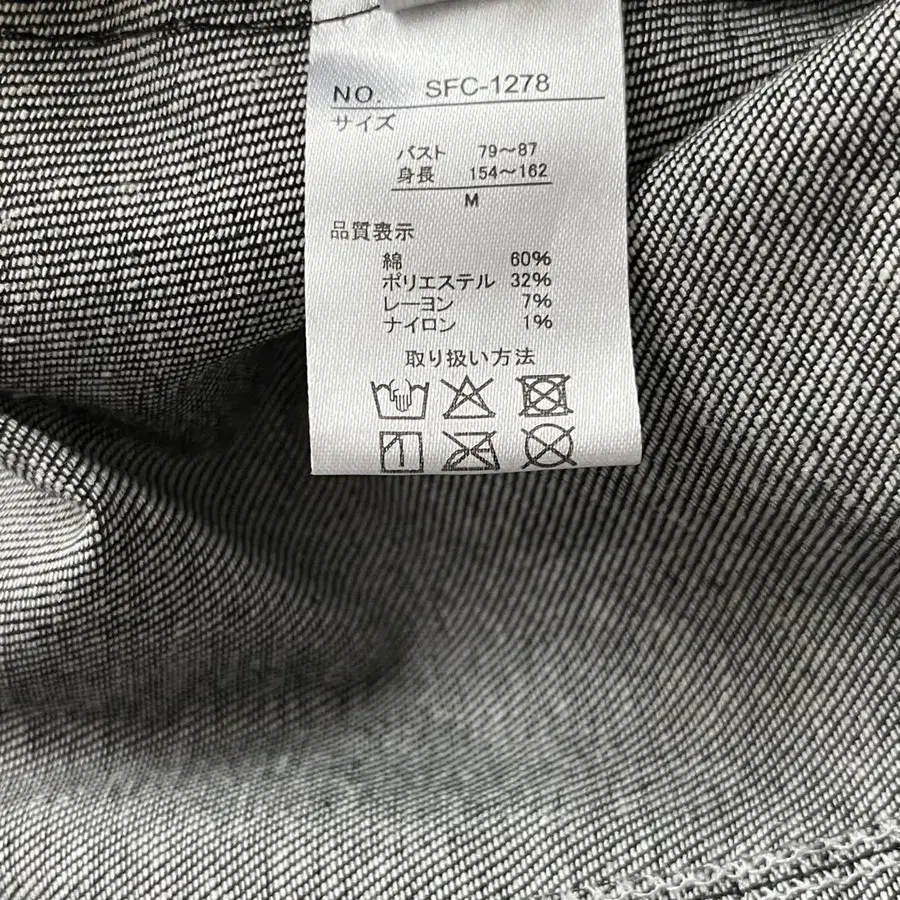 NO. SFC-1278
サイズ
バスト 79〜87
身長 154〜162
M
品質表示
綿 60%
ポリエステル 32%
レーヨン 7%
ナイロン 1%
取り扱い方法